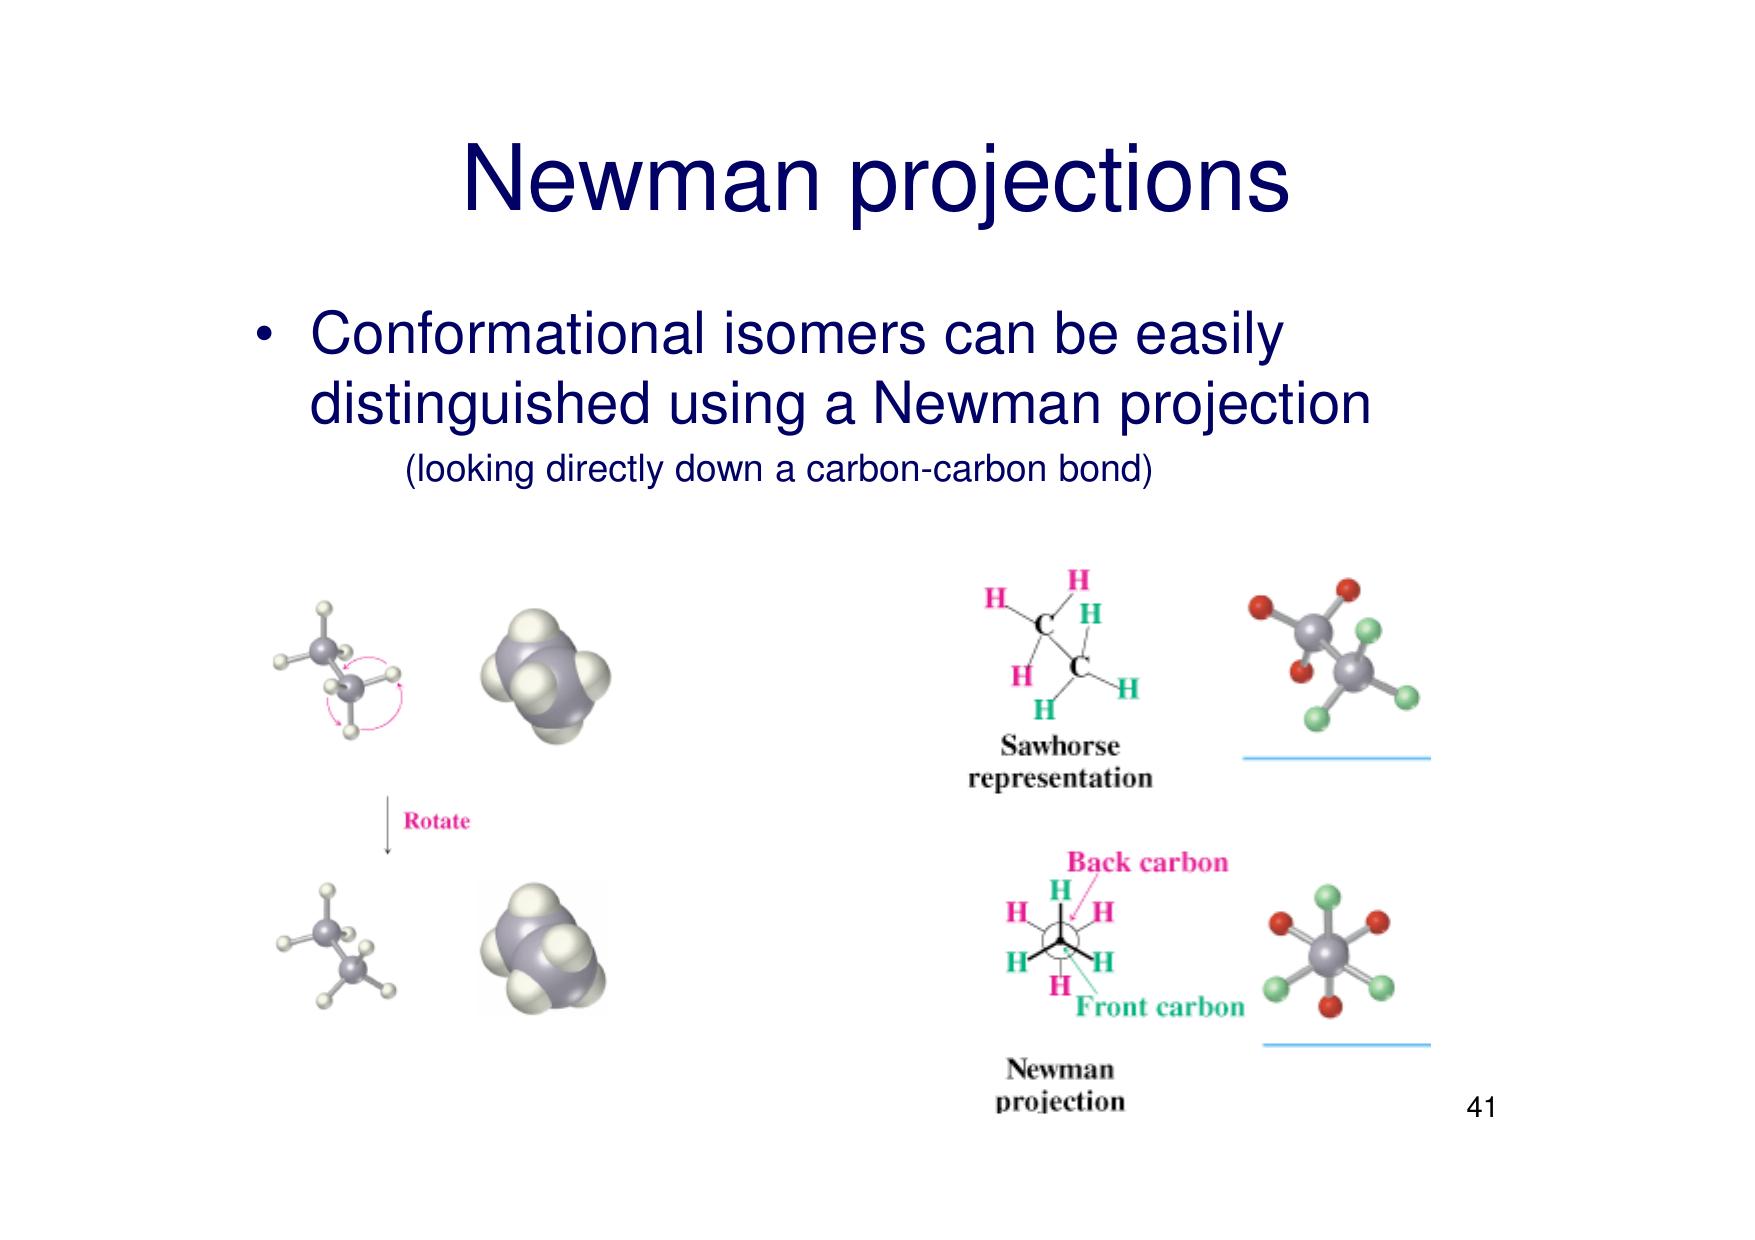 Newman projections
• Conformational isomers can be easily
distinguished using a Newman projection
(looking directly down a carbon-carbon bond)
Rotate
H
H
H
C
C
H
H
H
Sawhorse
representation
Back carbon
H
H
H
H
H
H
Front carbon
Newman
projection
41